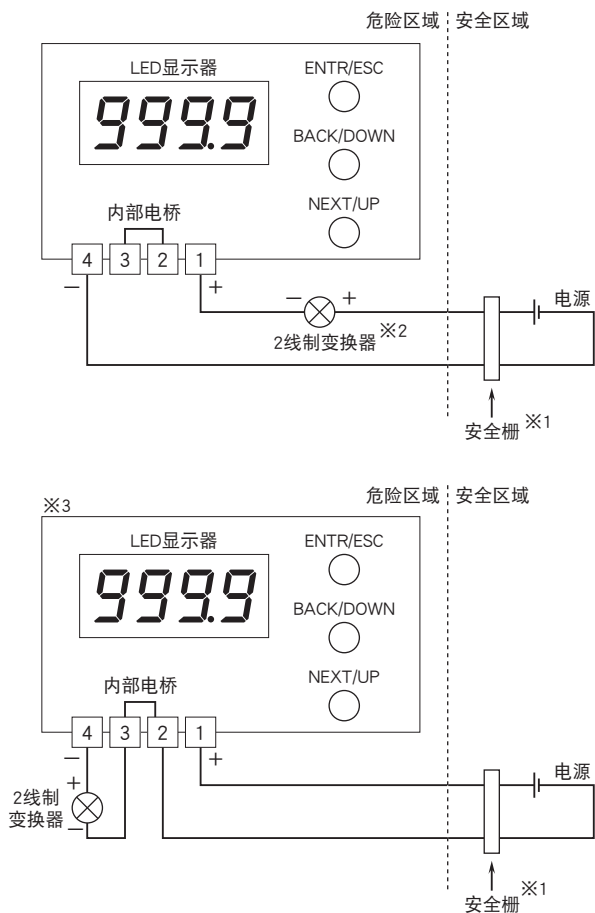 危险区域 安全区域
LED显示器 ENTR/ESC
999.9
BACK/DOWN
内部电桥 NEXT/UP
4 3 2 1
－ ＋
－ ＋ 电源
2线制变换器※2
安全栅※1
※3 危险区域 安全区域
LED显示器 ENTR/ESC
999.9
BACK/DOWN
内部电桥 NEXT/UP
4 3 2 1
－ ＋
＋ 电源
2线制
变换器
－
安全栅※1